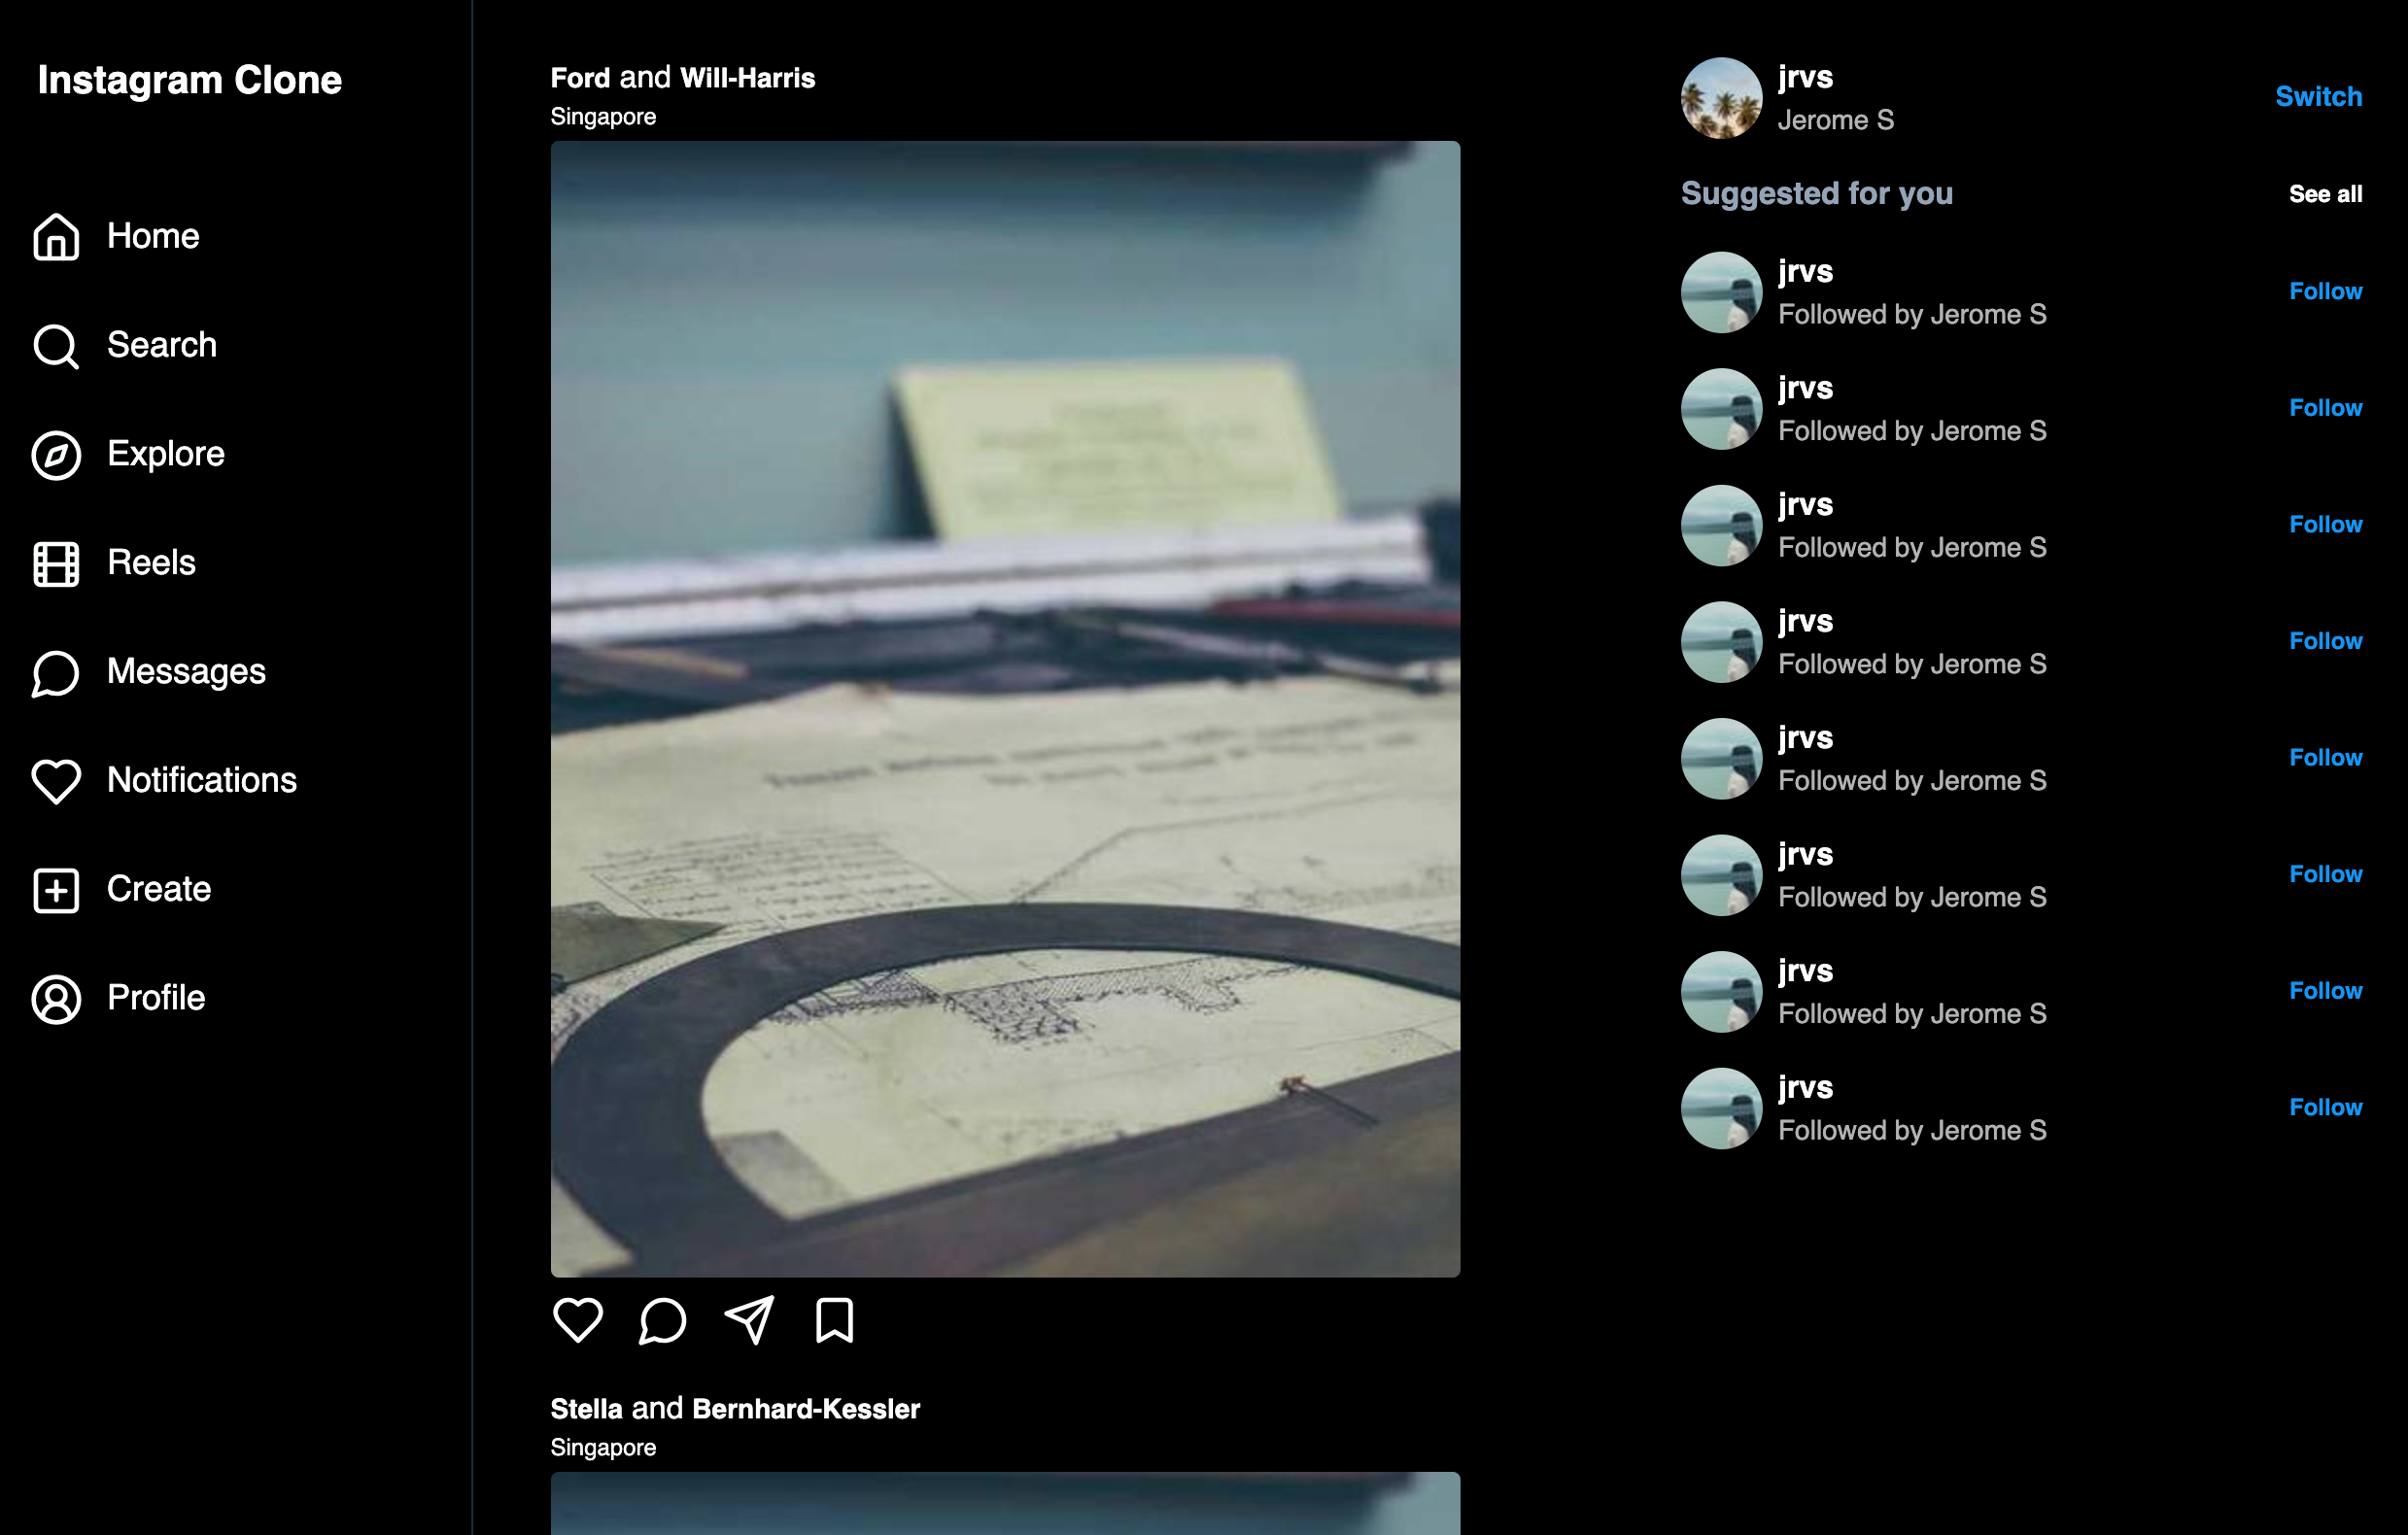 Instagram Clone
Home
Search
Explore
Reels
Messages
Notifications
Create
Profile
Ford and Will-Harris
Singapore
Stella and Bernhard-Kessler
Singapore
jrvs
Jerome S
Switch
Suggested for you
See all
jrvs
Followed by Jerome S
Follow
jrvs
Followed by Jerome S
Follow
jrvs
Followed by Jerome S
Follow
jrvs
Followed by Jerome S
Follow
jrvs
Followed by Jerome S
Follow
jrvs
Followed by Jerome S
Follow
jrvs
Followed by Jerome S
Follow
jrvs
Followed by Jerome S
Follow